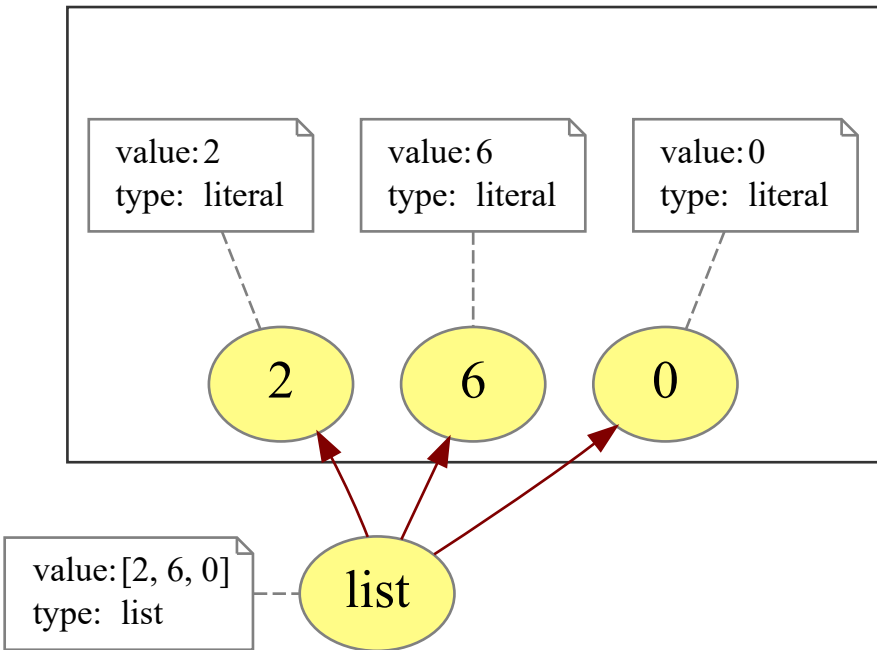 value: 2
type: literal
value: 6
type: literal
value: 0
type: literal
2
6
0
value: [2, 6, 0]
type: list
list